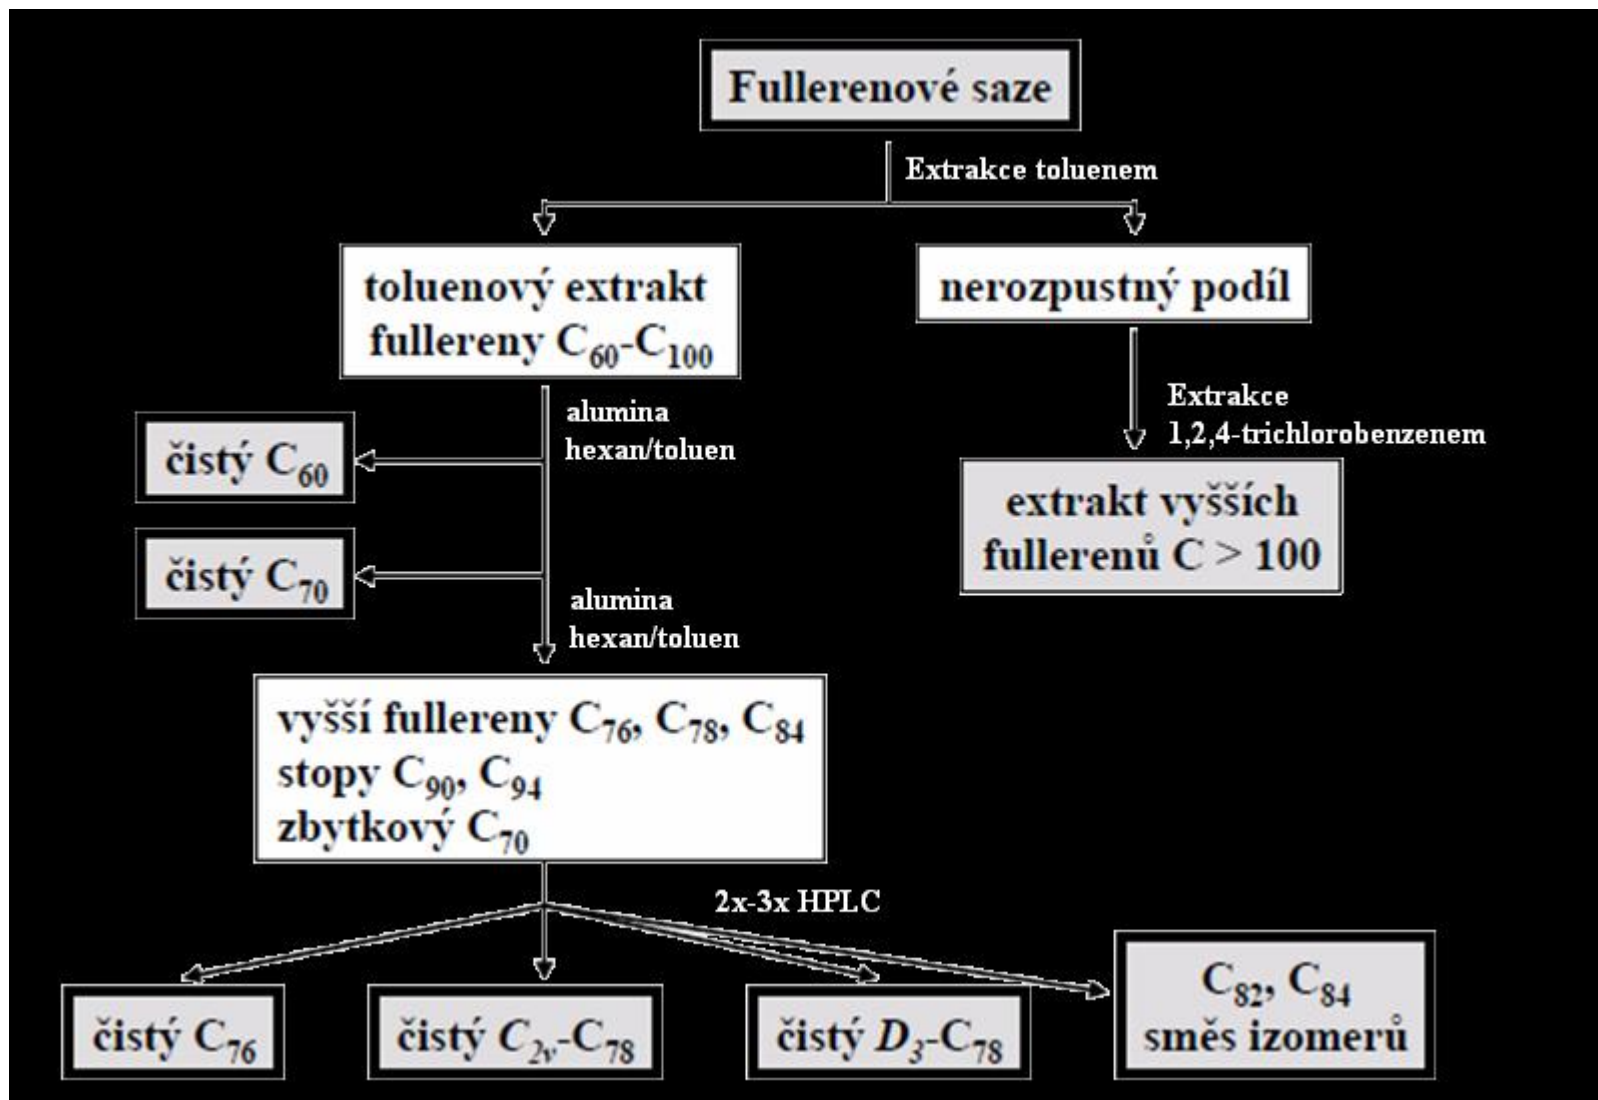 Fullerenové saze
Extrakce toluenem
toluenový extrakt
fullereny C60-C100
nerozpustný podíl
alumina
hexan/toluen
Extrakce
1,2,4-trichlorobenzenem
čistý C60
extrakt vyšších
fullerenů C > 100
čistý C70
alumina
hexan/toluen
vyšší fullereny C76, C78, C84
stopy C90, C94
zbytkový C70
2x-3x HPLC
čistý C76
čistý C2v-C78
čistý D3-C78
C82, C84
směs izomerů